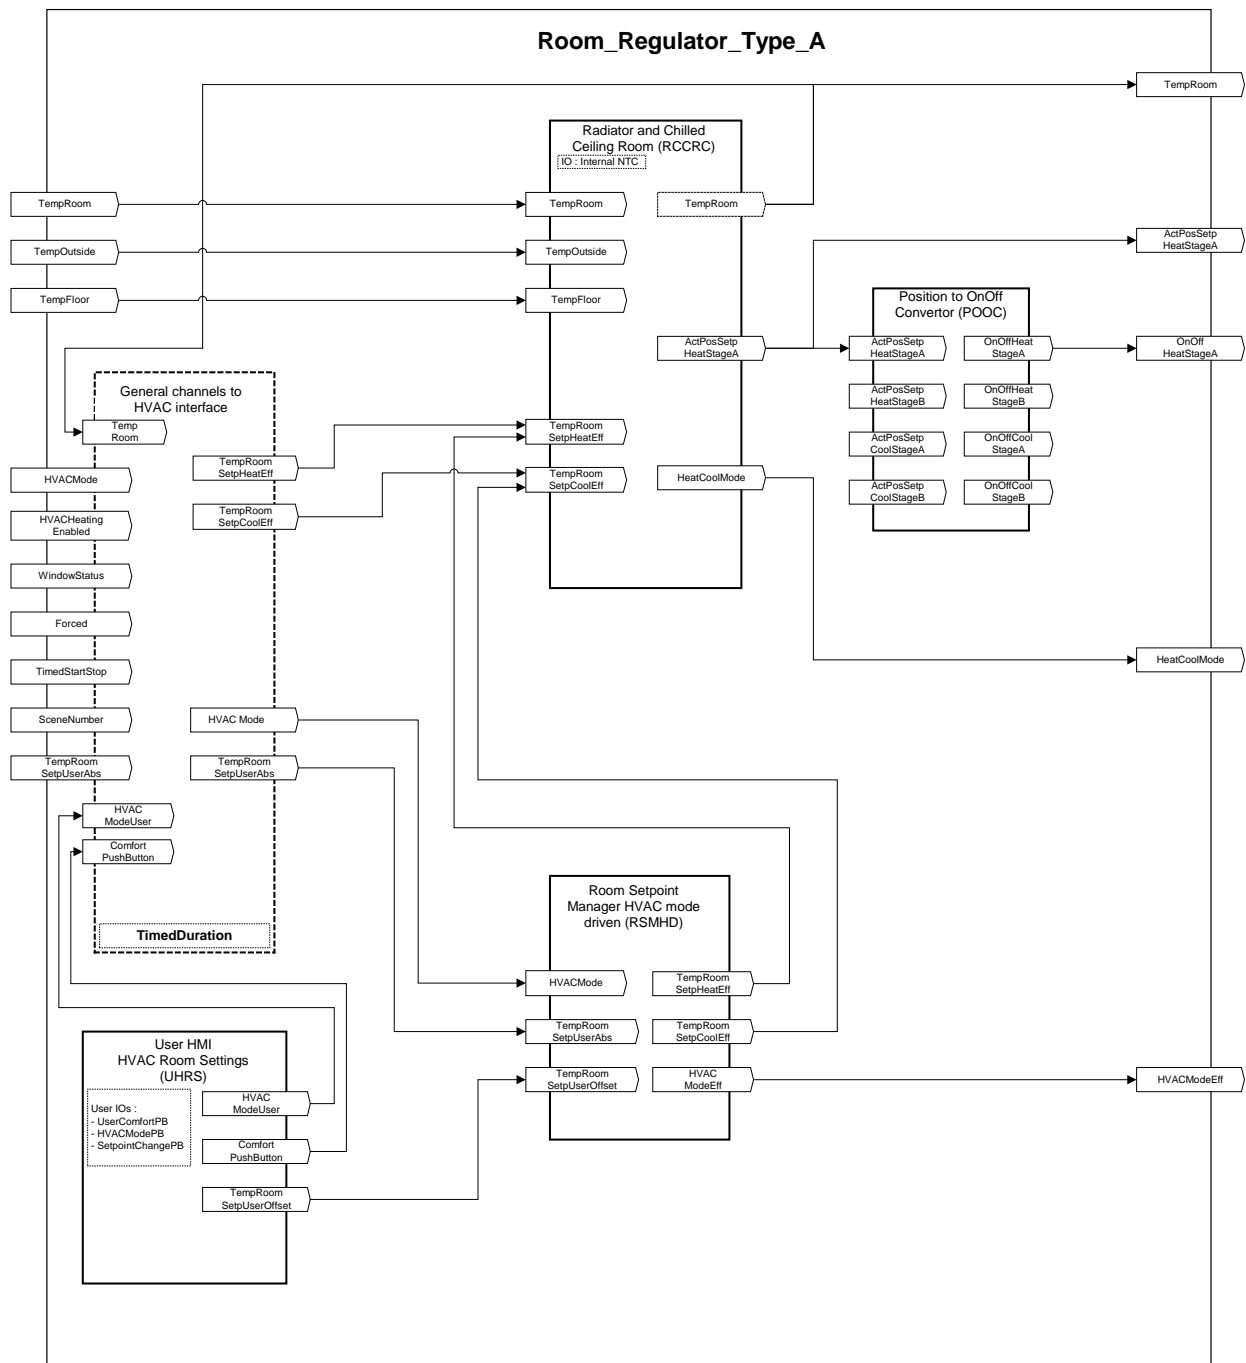 Room_Regulator_Type_A
TempRoom
Radiator and Chilled
Ceiling Room (RCCRC)
IO : Internal NTC
TempRoom
TempRoom
TempRoom
ActPosSetp
HeatStageA
TempOutside
TempOutside
TempFloor
TempFloor
Position to OnOff
Convertor (POOC)
ActPosSetp
HeatStageA
ActPosSetp
HeatStageA
OnOffHeat
StageA
OnOff
HeatStageA
ActPosSetp
HeatStageB
OnOffHeat
StageB
ActPosSetp
CoolStageA
OnOffCool
StageA
ActPosSetp
CoolStageB
OnOffCool
StageB
General channels to
HVAC interface
Temp
Room
TempRoom
SetpHeatEff
TempRoom
SetpHeatEff
TempRoom
SetpCoolEff
HeatCoolMode
HVACMode
TempRoom
SetpCoolEff
HVACHeating
Enabled
WindowStatus
Forced
TimedStartStop
HeatCoolMode
SceneNumber
HVAC Mode
TempRoom
SetpUserAbs
TempRoom
SetpUserAbs
HVAC
ModeUser
Comfort
PushButton
TimedDuration
Room Setpoint
Manager HVAC mode
driven (RSMHD)
HVACMode
TempRoom
SetpHeatEff
TempRoom
SetpUserAbs
TempRoom
SetpCoolEff
TempRoom
SetpUserOffset
HVAC
ModeEff
HVACModeEff
User HMI
HVAC Room Settings
(UHRS)
User IOs :
- UserComfortPB
- HVACModePB
- SetpointChangePB
HVAC
ModeUser
Comfort
PushButton
TempRoom
SetpUserOffset